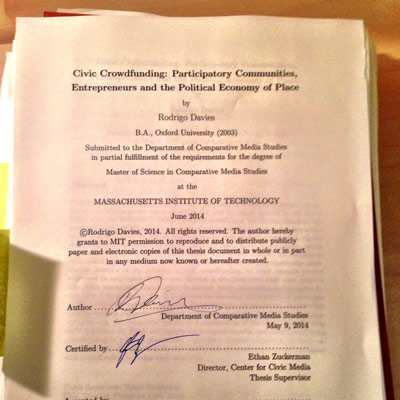 Civic Crowdfunding: Participatory Communities,
Entrepreneurs and the Political Economy of Place
by
Rodrigo Davies
B.A., Oxford University (2003)
Submitted to the Department of Comparative Media Studies
in partial fulfillment of the requirements for the degree of
Master of Science in Comparative Media Studies
at the
MASSACHUSETTS INSTITUTE OF TECHNOLOGY
June 2014
©Rodrigo Davies, 2014. All rights reserved. The author hereby
grants to MIT permission to reproduce and to distribute publicly
paper and electronic copies of this thesis document in whole or in part
in any medium now known or hereafter created.
Author
Department of Comparative Media Studies
May 9, 2014
Certified by
Ethan Zuckerman
Director, Center for Civic Media
Thesis Supervisor